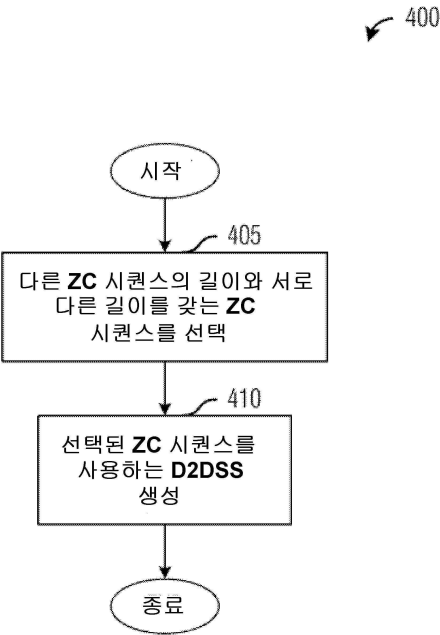 400
시작
405
다른 ZC 시퀀스의 길이와 서로
다른 길이를 갖는 ZC
시퀀스를 선택
410
선택된 ZC 시퀀스를
사용하는 D2DSS
생성
종료